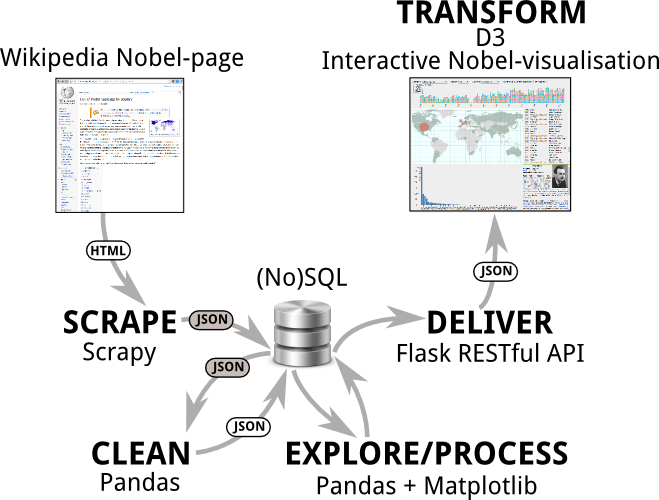 TRANSFORM
D3
Wikipedia Nobel-page
Interactive Nobel-visualisation
HTML
JSON
(No)SQL
SCRAPE
JSON
DELIVER
Scrapy
Flask RESTful API
JSON
JSON
CLEAN
EXPLORE/PROCESS
Pandas
Pandas + Matplotlib